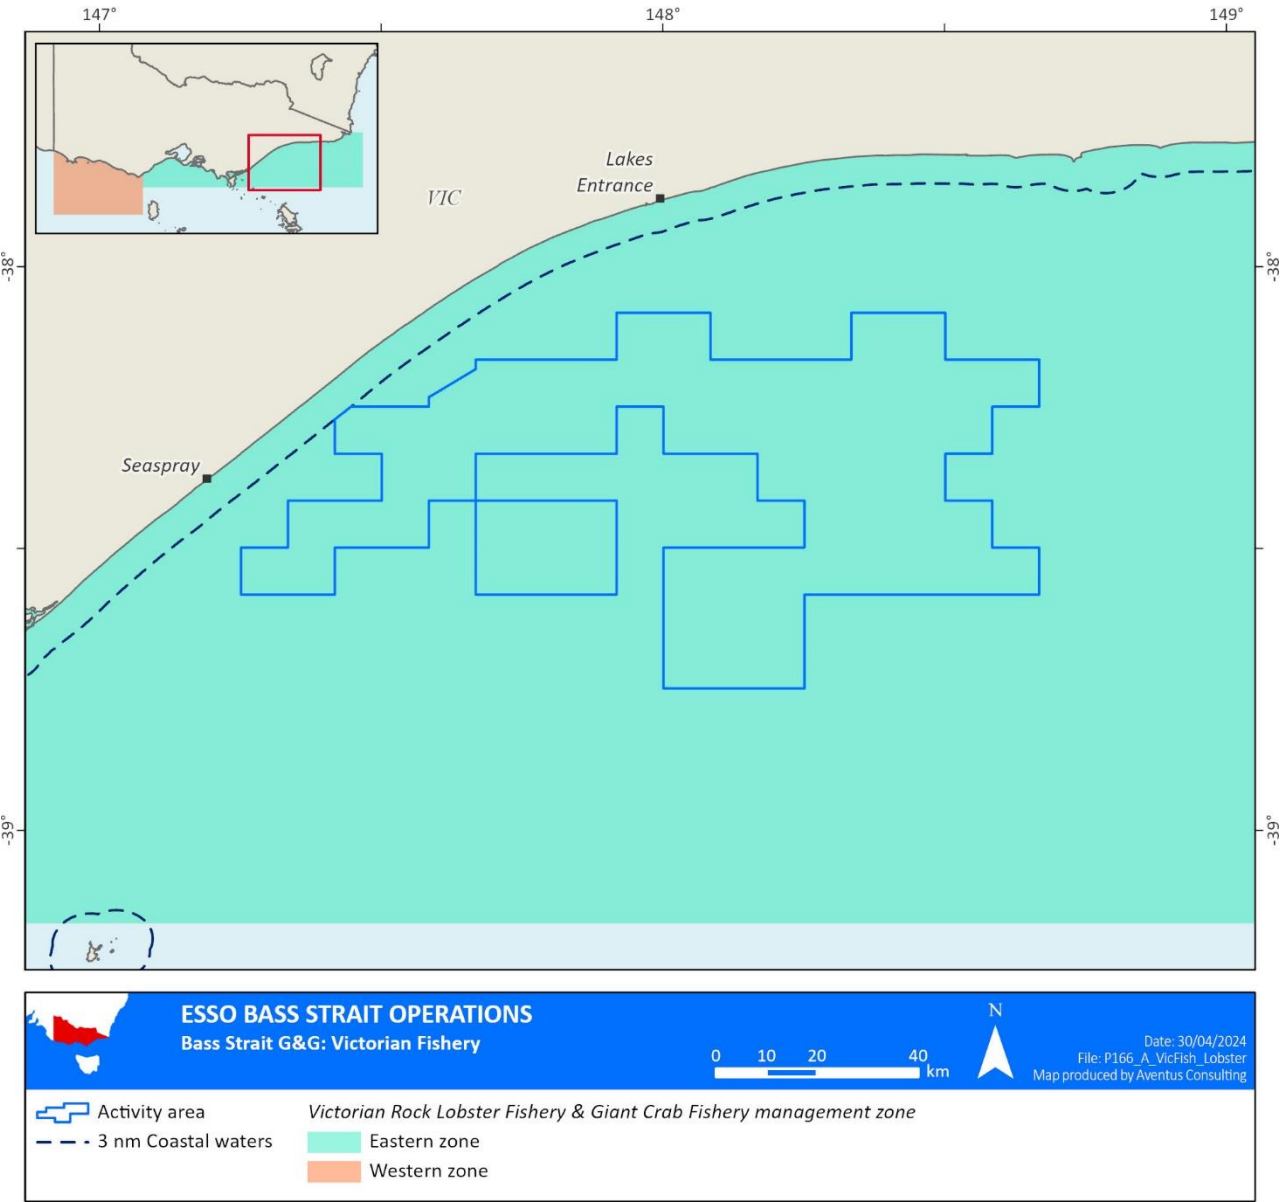 147°
148°
149°
VIC
Lakes
Entrance
-38°
-38°
Seaspray
-39°
-39°
ESSO BASS STRAIT OPERATIONS
Bass Strait G&G: Victorian Fishery
0 10 20 40
km
N
Date: 30/04/2024
File: P166_A_VicFish_Lobster
Map produced by Aventus Consulting
Activity area
3 nm Coastal waters
Victorian Rock Lobster Fishery & Giant Crab Fishery management zone
Eastern zone
Western zone